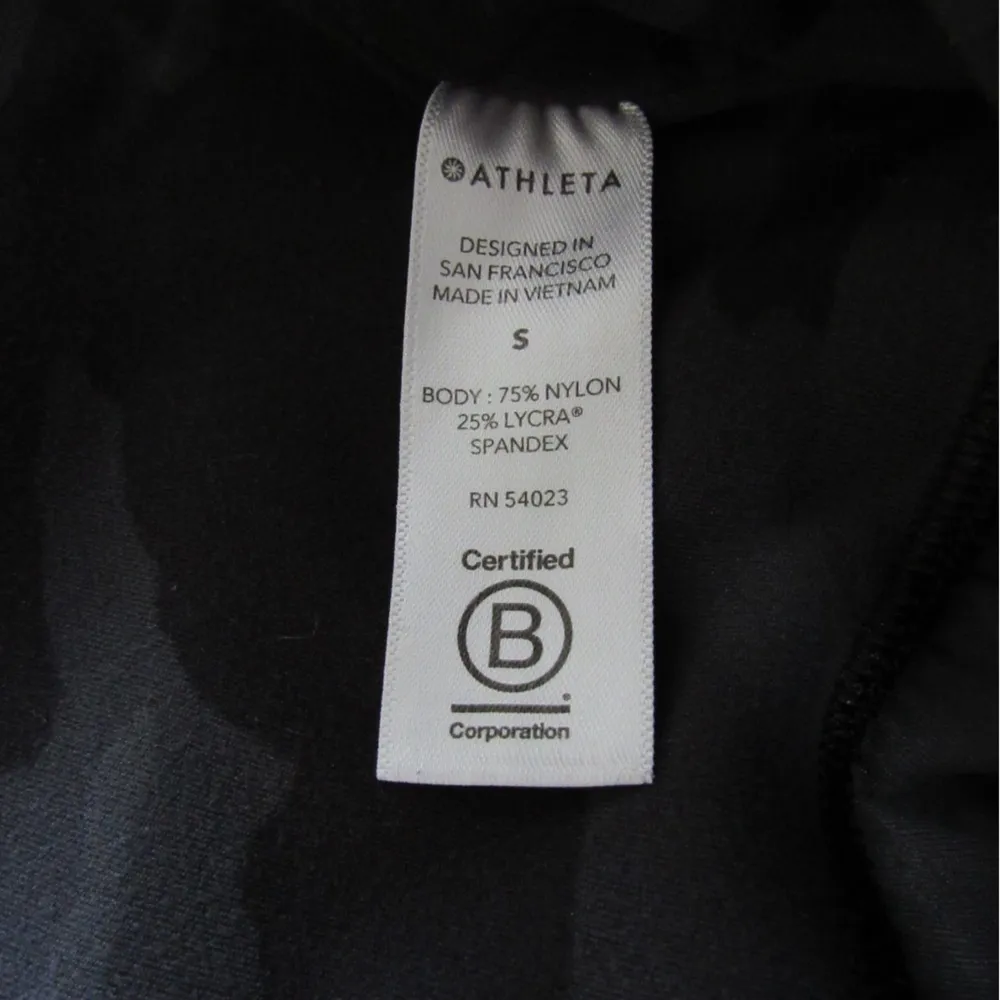 ATHLETA
DESIGNED IN
SAN FRANCISCO
MADE IN VIETNAM
S
BODY : 75% NYLON
25% LYCRA®
SPANDEX
RN 54023
Certified
B
Corporation